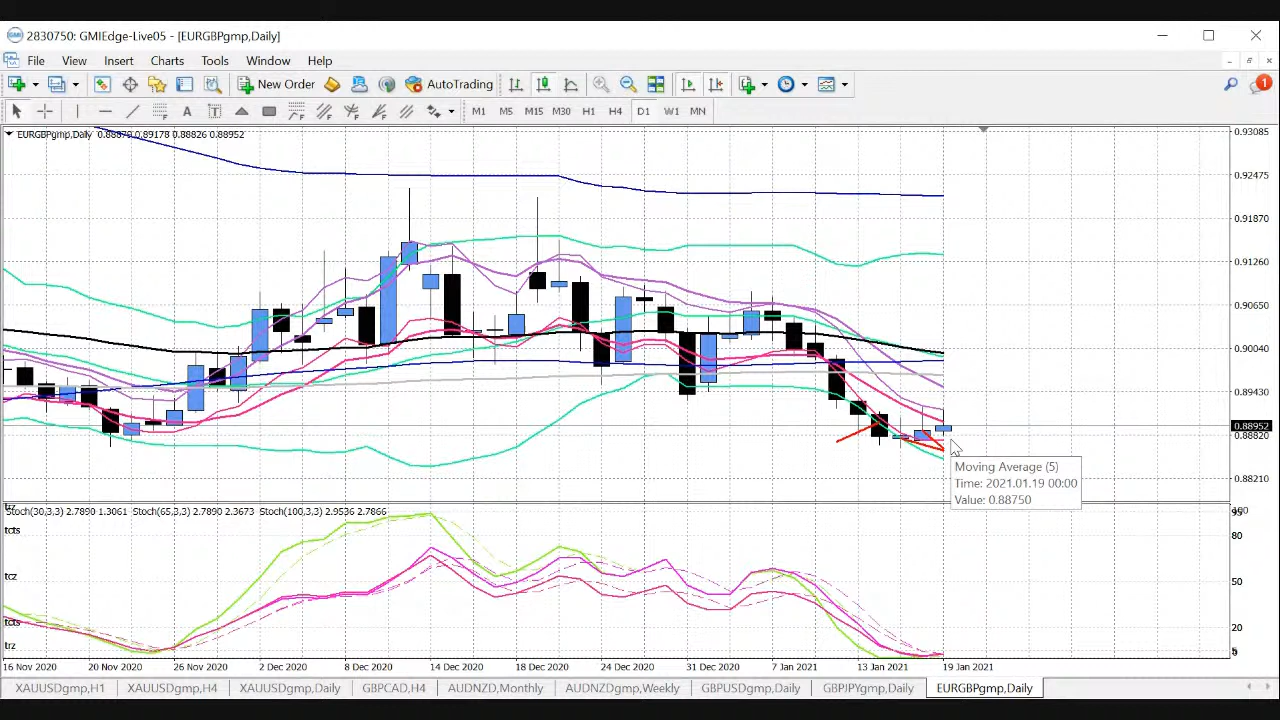 2830750: GMIEdge-Live05 - [EURGBPgmp,Daily]
File View Insert Charts Tools Window Help
New Order AutoTrading 1
A T M1 M5 M15 M30 H1 H4 D1 W1 MN
EURGBPgmp,Daily 0.88879 0.89178 0.88826 0.88952
0.93085
0.92475
0.91870
0.91260
0.90650
0.90040
0.89430
0.88952
0.88820
0.88210
Moving Average (5)
Time: 2021.01.19 00:00
Value: 0.88750
trz Stoch(30,3,3) 2.7890 1.3061 Stoch(65,3,3) 2.7890 2.3673 Stoch(100,3,3) 2.9536 2.7866
tcts 80
tcz 50
tcts 20
trz
16 Nov 2020 20 Nov 2020 26 Nov 2020 2 Dec 2020 8 Dec 2020 14 Dec 2020 18 Dec 2020 24 Dec 2020 31 Dec 2020 7 Jan 2021 13 Jan 2021 19 Jan 2021
XAUUSDgmp,H1 XAUUSDgmp,H4 XAUUSDgmp,Daily GBPCAD,H4 AUDNZD,Monthly AUDNZDgmp,Weekly GBPUSDgmp,Daily GBPJPYgmp,Daily EURGBPgmp,Daily